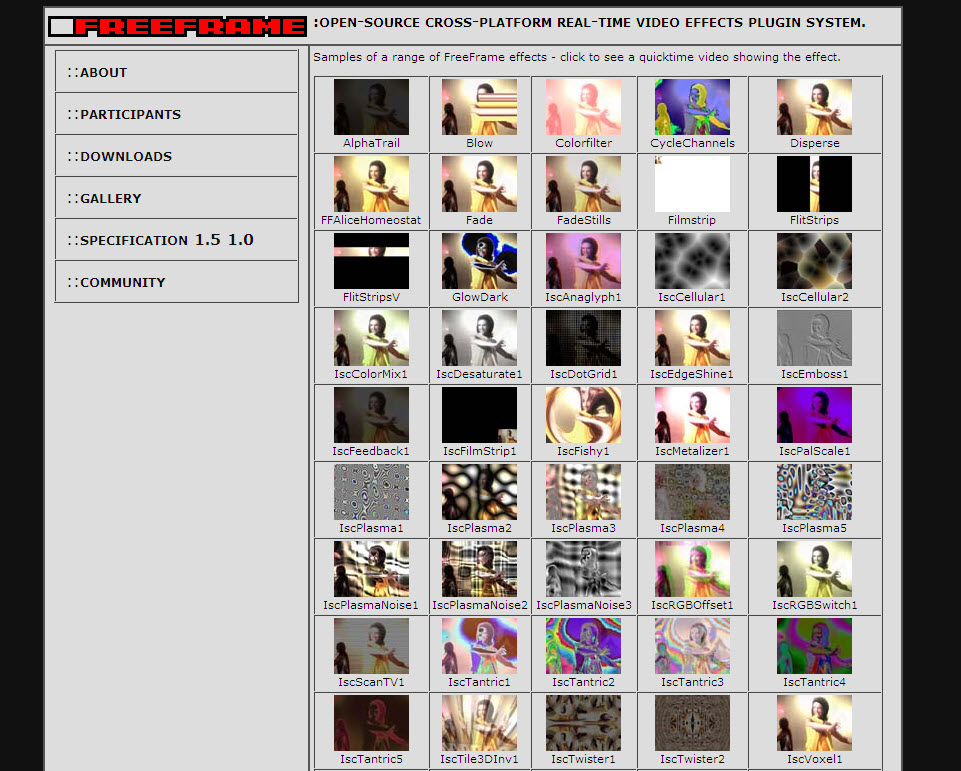 FREEFRAME :OPEN-SOURCE CROSS-PLATFORM REAL-TIME VIDEO EFFECTS PLUGIN SYSTEM.
::ABOUT
::PARTICIPANTS
::DOWNLOADS
::GALLERY
::SPECIFICATION 1.5 1.0
::COMMUNITY
Samples of a range of FreeFrame effects - click to see a quicktime video showing the effect.
AlphaTrail Blow Colorfilter CycleChannels Disperse
FFAliceHomeostat Fade FadeStills Filmstrip FlitStrips
FlitStripsV GlowDark IscAnaglyph1 IscCellular1 IscCellular2
IscColorMix1 IscDesaturate1 IscDotGrid1 IscEdgeShine1 IscEmboss1
IscFeedback1 IscFilmStrip1 IscFishy1 IscMetalizer1 IscPalScale1
IscPlasma1 IscPlasma2 IscPlasma3 IscPlasma4 IscPlasma5
IscPlasmaNoise1 IscPlasmaNoise2 IscPlasmaNoise3 IscRGBOffset1 IscRGBSwitch1
IscScanTV1 IscTantric1 IscTantric2 IscTantric3 IscTantric4
IscTantric5 IscTile3DInv1 IscTwister1 IscTwister2 IscVoxel1